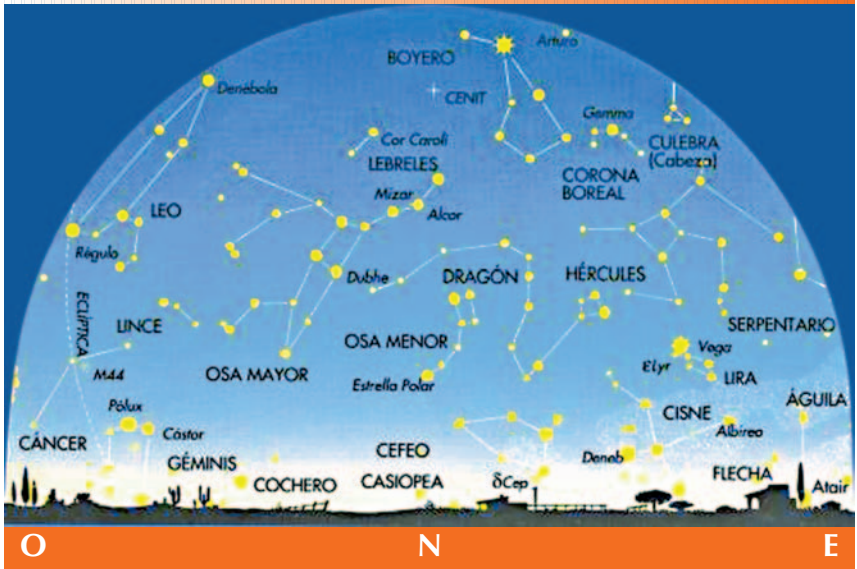 BOYERO
Arturo
Denébola
CENIT
Gemma
Cor Caroli
CULEBRA
(Cabeza)
LEBRELES
CORONA
BOREAL
Mizar
Alcor
LEO
Régulo
Dubhe
DRAGÓN
HÉRCULES
ECLÍPTICA
LINCE
SERPENTARIO
OSA MENOR
Vega
εLyr
M44
OSA MAYOR
Estrella Polar
LIRA
Pólux
ÁGUILA
CISNE
CÁNCER
Cástor
Albireo
CEFEO
GÉMINIS
Deneb
FLECHA
COCHERO
CASIOPEA
δCep
Atair
O N E